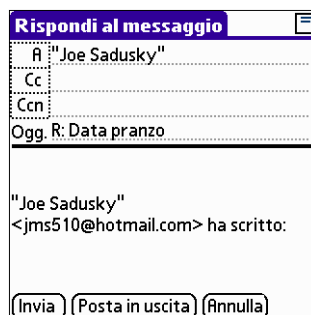 Rispondi al messaggio
A "Joe Sadusky"
Cc
Ccn
Ogg. R: Data pranzo
"Joe Sadusky"
<jms510@hotmail.com> ha scritto:
Invia Posta in uscita Annulla